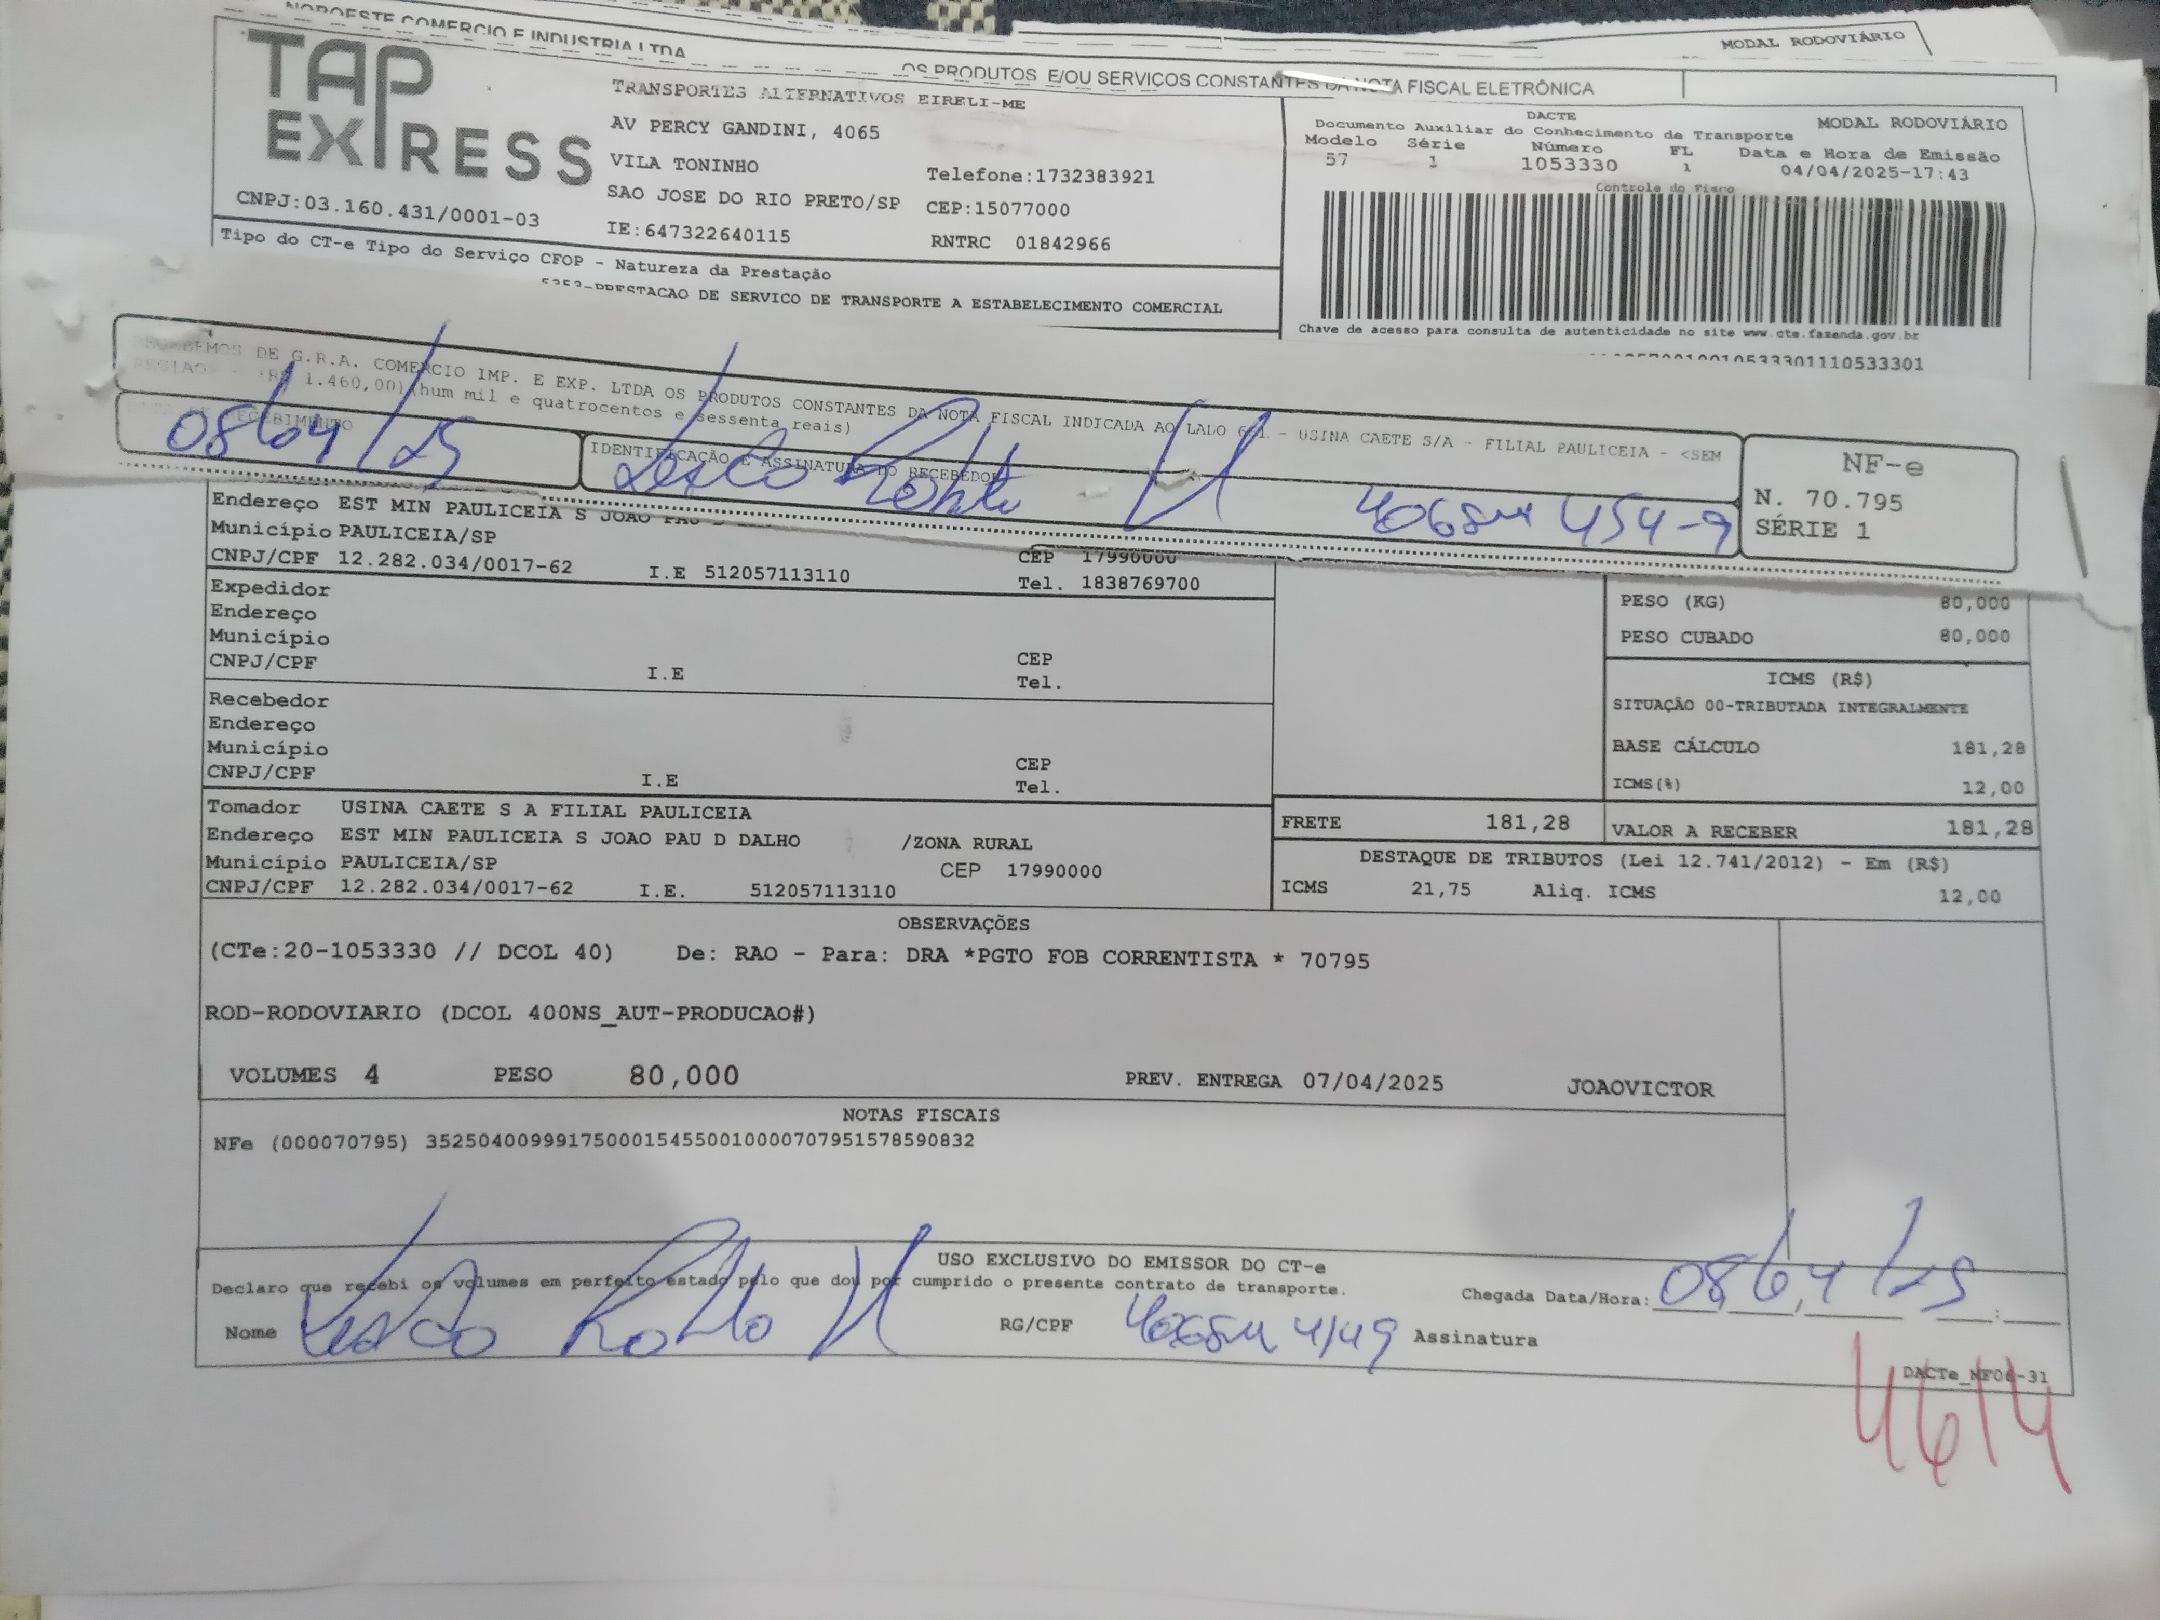 NOROESTE COMERCIO E INDUSTRIA LTDA
MODAL RODOVIÁRIO
OS PRODUTOS E/OU SERVIÇOS CONSTANTES DA NOTA FISCAL ELETRÔNICA
TAP EXPRESS
CNPJ:03.160.431/0001-03
TRANSPORTES ALTERNATIVOS EIRELI-ME
AV PERCY GANDINI, 4065
VILA TONINHO
Telefone:1732383921
SAO JOSE DO RIO PRETO/SP CEP:15077000
IE:647322640115 RNTRC 01842966
DACTE
Documento Auxiliar do Conhecimento de Transporte MODAL RODOVIÁRIO
Modelo Série Número FL Data e Hora de Emissão
57 1 1053330 1 04/04/2025-17:43
Controle do Fisco
Chave de acesso para consulta de autenticidade no site www.cte.fazenda.gov.br
Tipo do CT-e Tipo do Serviço CFOP - Natureza da Prestação
5353-PRESTACAO DE SERVICO DE TRANSPORTE A ESTABELECIMENTO COMERCIAL
RECEBEMOS DE G.R.A. COMERCIO IMP. E EXP. LTDA OS PRODUTOS CONSTANTES DA NOTA FISCAL INDICADA AO LADO - USINA CAETE S/A - FILIAL PAULICEIA - <SEM
1.460,00) (hum mil e quatrocentos e sessenta reais)
RECEBIMENTO
08/04/25
IDENTIFICAÇÃO E ASSINATURA DO RECEBEDOR
NF-e
N. 70.795
SÉRIE 1
Endereço EST MIN PAULICEIA S JOAO PAU D
Município PAULICEIA/SP
CEP 17990000
CNPJ/CPF 12.282.034/0017-62 I.E 512057113110 Tel. 1838769700
Expedidor
Endereço
Município
CNPJ/CPF I.E CEP
Tel.
Recebedor
Endereço
Município
CNPJ/CPF I.E CEP
Tel.
PESO (KG) 80,000
PESO CUBADO 80,000
ICMS (R$)
SITUAÇÃO 00-TRIBUTADA INTEGRALMENTE
BASE CÁLCULO 181,28
ICMS(%) 12,00
Tomador USINA CAETE S A FILIAL PAULICEIA
Endereço EST MIN PAULICEIA S JOAO PAU D DALHO /ZONA RURAL
Município PAULICEIA/SP CEP 17990000
CNPJ/CPF 12.282.034/0017-62 I.E. 512057113110
FRETE 181,28 VALOR A RECEBER 181,28
DESTAQUE DE TRIBUTOS (Lei 12.741/2012) - Em (R$)
ICMS 21,75 Aliq. ICMS 12,00
OBSERVAÇÕES
(CTe:20-1053330 // DCOL 40) De: RAO - Para: DRA *PGTO FOB CORRENTISTA * 70795
ROD-RODOVIARIO (DCOL 400NS_AUT-PRODUCAO#)
VOLUMES 4 PESO 80,000 PREV. ENTREGA 07/04/2025 JOAOVICTOR
NOTAS FISCAIS
NFe (000070795) 35250400999175000154550010000707951578590832
USO EXCLUSIVO DO EMISSOR DO CT-e
Declaro que recebi os volumes em perfeito estado pelo que dou por cumprido o presente contrato de transporte.
Chegada Data/Hora: 08/04/25
Nome RG/CPF Assinatura
DACTe_NF06-31
4614